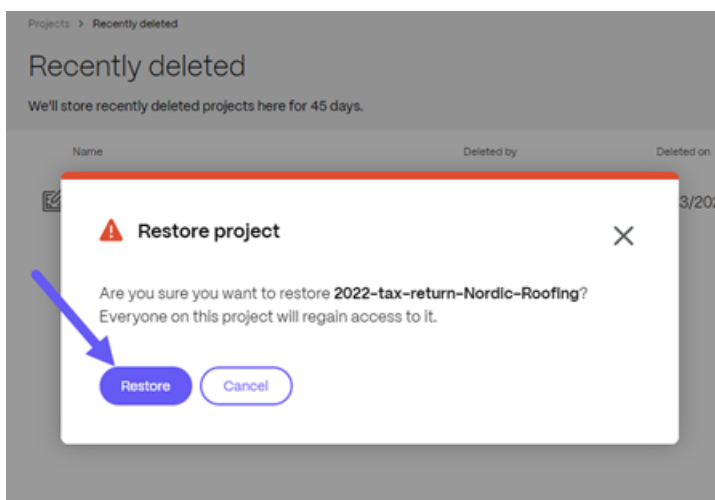 Projects > Recently deleted
Recently deleted
We'll store recently deleted projects here for 45 days.
Name Deleted by Deleted on
Restore project
Are you sure you want to restore 2022-tax-return-Nordic-Roofing?
Everyone on this project will regain access to it.
Restore Cancel